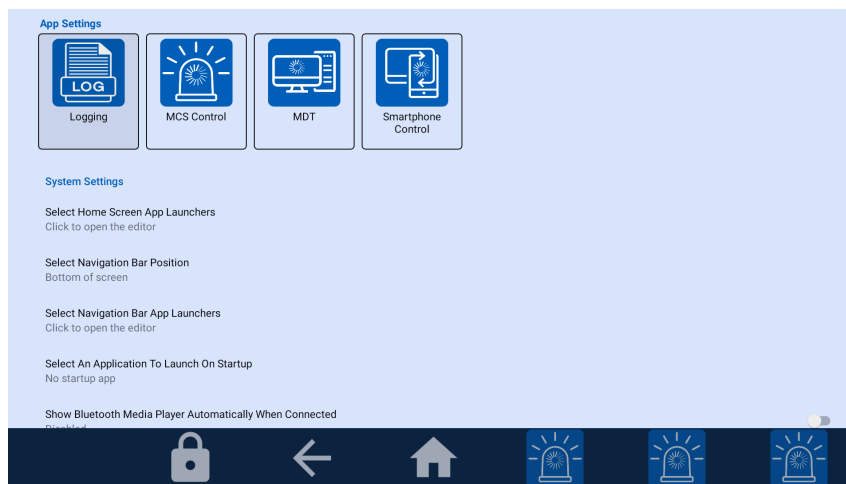 App Settings
LOG
Logging
MCS Control
MDT
Smartphone
Control
System Settings
Select Home Screen App Launchers
Click to open the editor
Select Navigation Bar Position
Bottom of screen
Select Navigation Bar App Launchers
Click to open the editor
Select An Application To Launch On Startup
No startup app
Show Bluetooth Media Player Automatically When Connected
Disabled